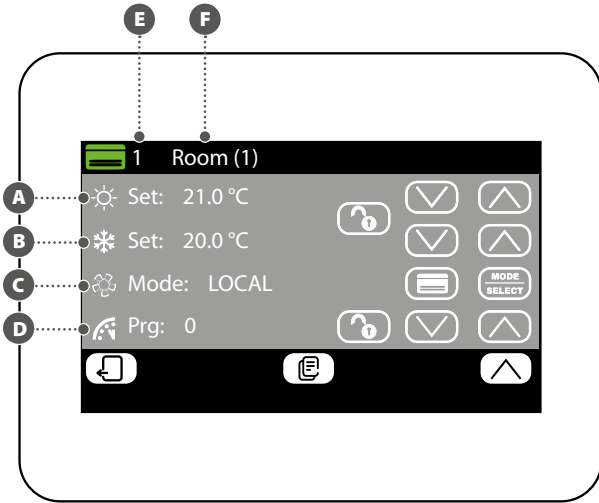 E F
1 Room (1)
A Set: 21.0 °C
B Set: 20.0 °C
C Mode: LOCAL MODE SELECT
D Prg: 0